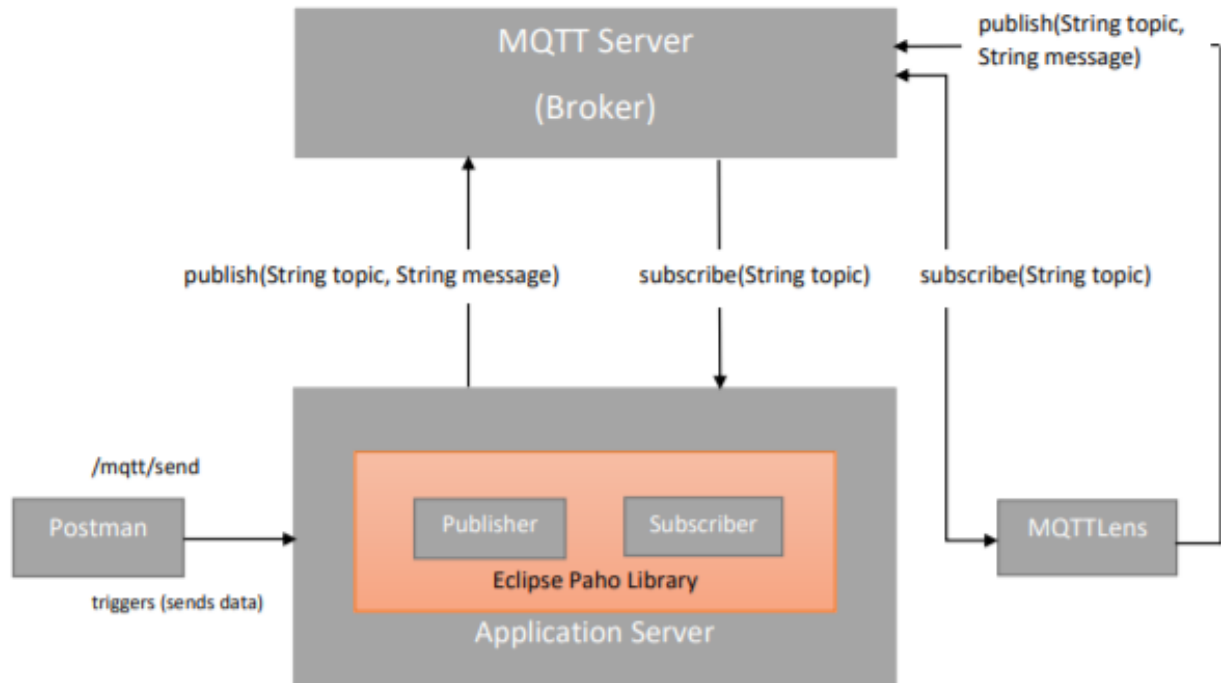 MQTT Server
(Broker)
publish(String topic,
String message)
publish(String topic, String message)
subscribe(String topic)
subscribe(String topic)
/mqtt/send
Postman
triggers (sends data)
Publisher
Subscriber
Eclipse Paho Library
Application Server
MQTTLens